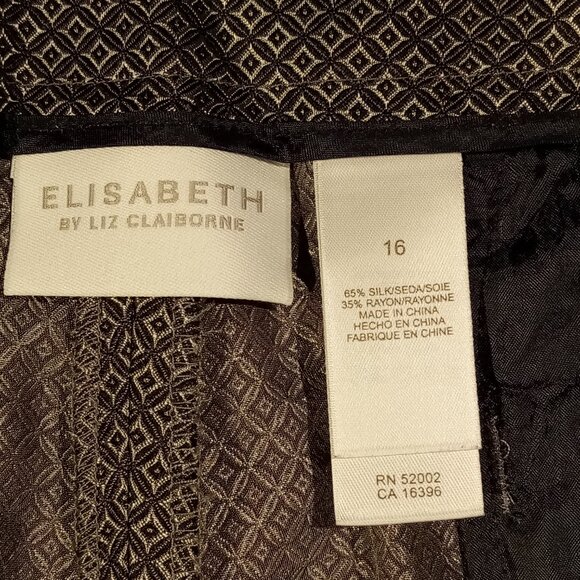 ELISABETH
BY LIZ CLAIBORNE
16
65% SILK/SEDA/SOIE
35% RAYON/RAYONNE
MADE IN CHINA
HECHO EN CHINA
FABRIQUE EN CHINE
RN 52002
CA 16396